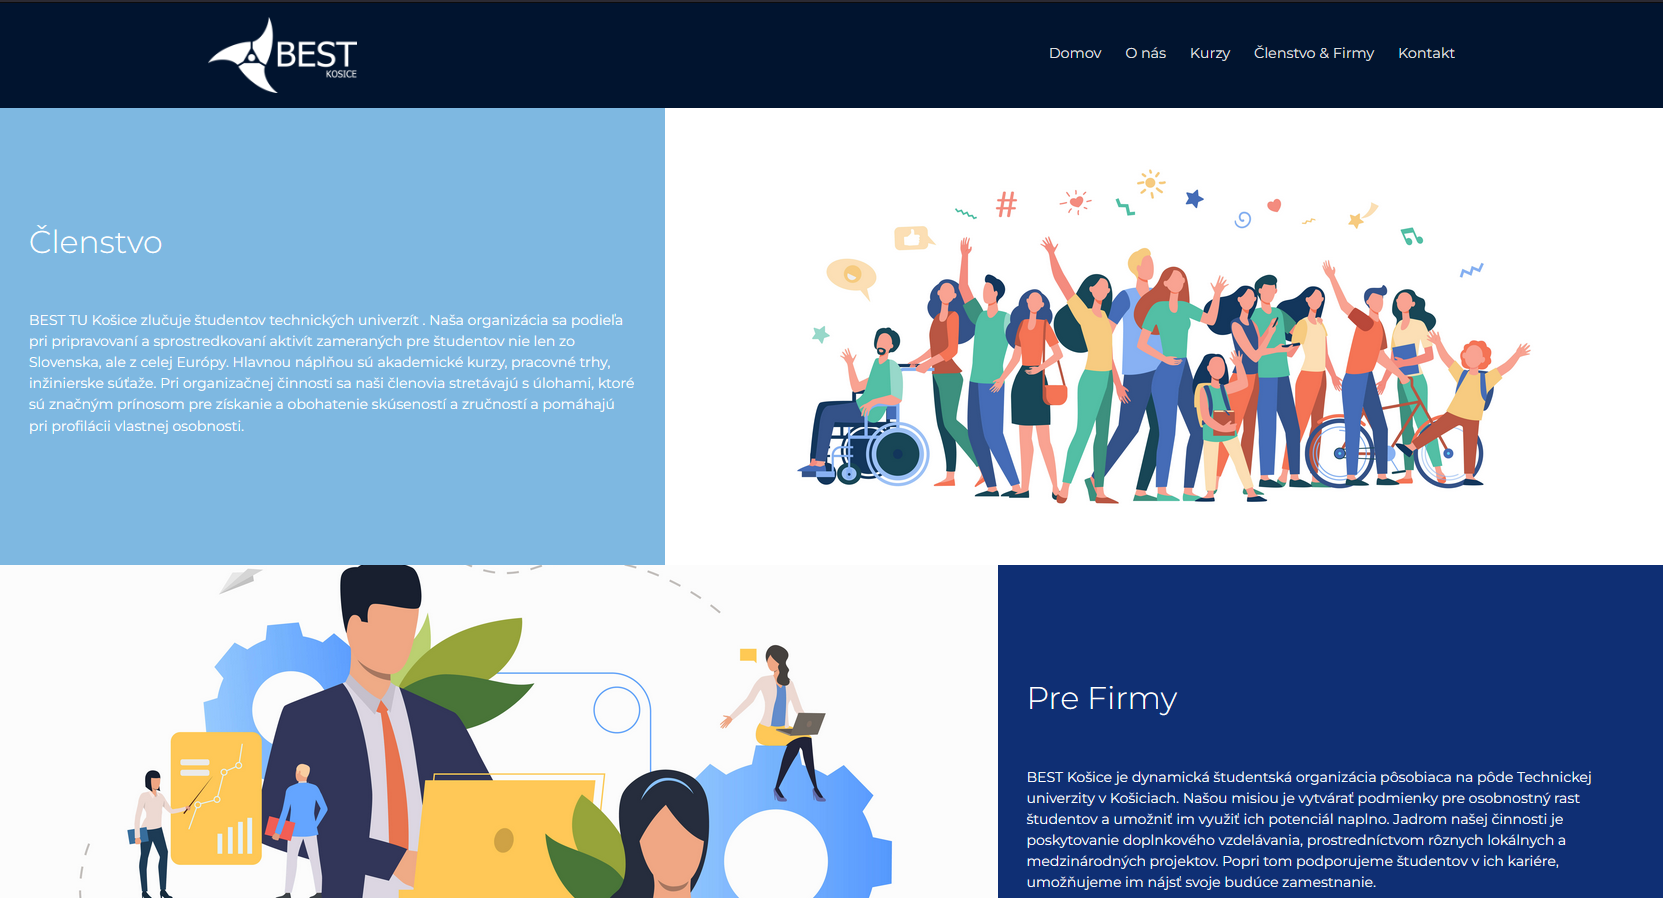 BEST
KOSICE
Domov O nás Kurzy Členstvo & Firmy Kontakt
Členstvo
BEST TU Košice zlučuje študentov technických univerzít . Naša organizácia sa podieľa
pri pripravovaní a sprostredkovaní aktivít zameraných pre študentov nie len zo
Slovenska, ale z celej Európy. Hlavnou náplňou sú akademické kurzy, pracovné trhy,
inžinierske súťaže. Pri organizačnej činnosti sa naši členovia stretávajú s úlohami, ktoré
sú značným prínosom pre získanie a obohatenie skúseností a zručností a pomáhajú
pri profilácii vlastnej osobnosti.
#
Pre Firmy
BEST Košice je dynamická študentská organizácia pôsobiaca na pôde Technickej
univerzity v Košiciach. Našou misiou je vytvárať podmienky pre osobnostný rast
študentov a umožniť im využiť ich potenciál naplno. Jadrom našej činnosti je
poskytovanie doplnkového vzdelávania, prostredníctvom rôznych lokálnych a
medzinárodných projektov. Popri tom podporujeme študentov v ich kariére,
umožňujeme im nájsť svoje budúce zamestnanie.